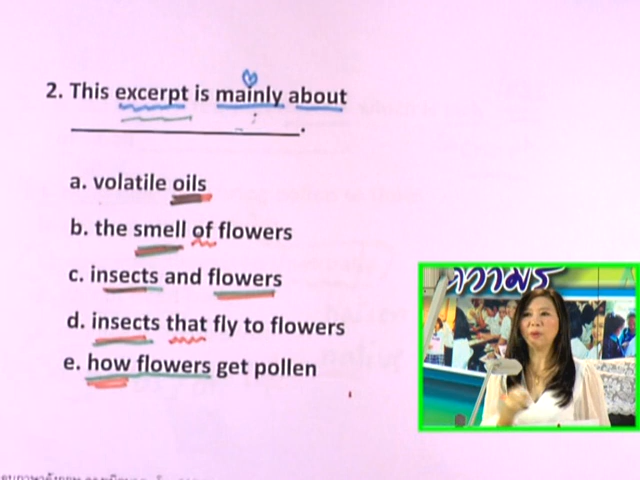 2. This excerpt is mainly about
.
a. volatile oils
b. the smell of flowers
c. insects and flowers
d. insects that fly to flowers
e. how flowers get pollen